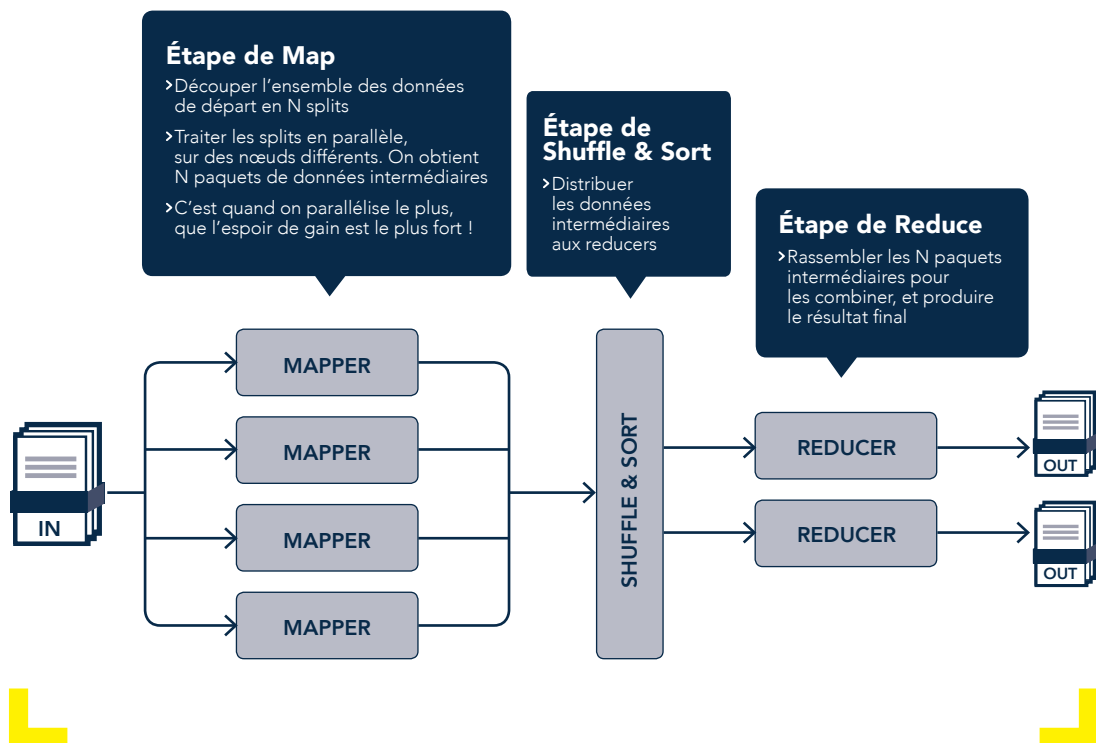 Étape de Map
>Découper l'ensemble des données
de départ en N splits
>Traiter les splits en parallèle,
sur des nœuds différents. On obtient
N paquets de données intermédiaires
>C'est quand on parallélise le plus,
que l'espoir de gain est le plus fort !
Étape de
Shuffle & Sort
>Distribuer
les données
intermédiaires
aux reducers
Étape de Reduce
>Rassembler les N paquets
intermédiaires pour
les combiner, et produire
le résultat final
IN
MAPPER
MAPPER
MAPPER
MAPPER
SHUFFLE & SORT
REDUCER
REDUCER
OUT
OUT